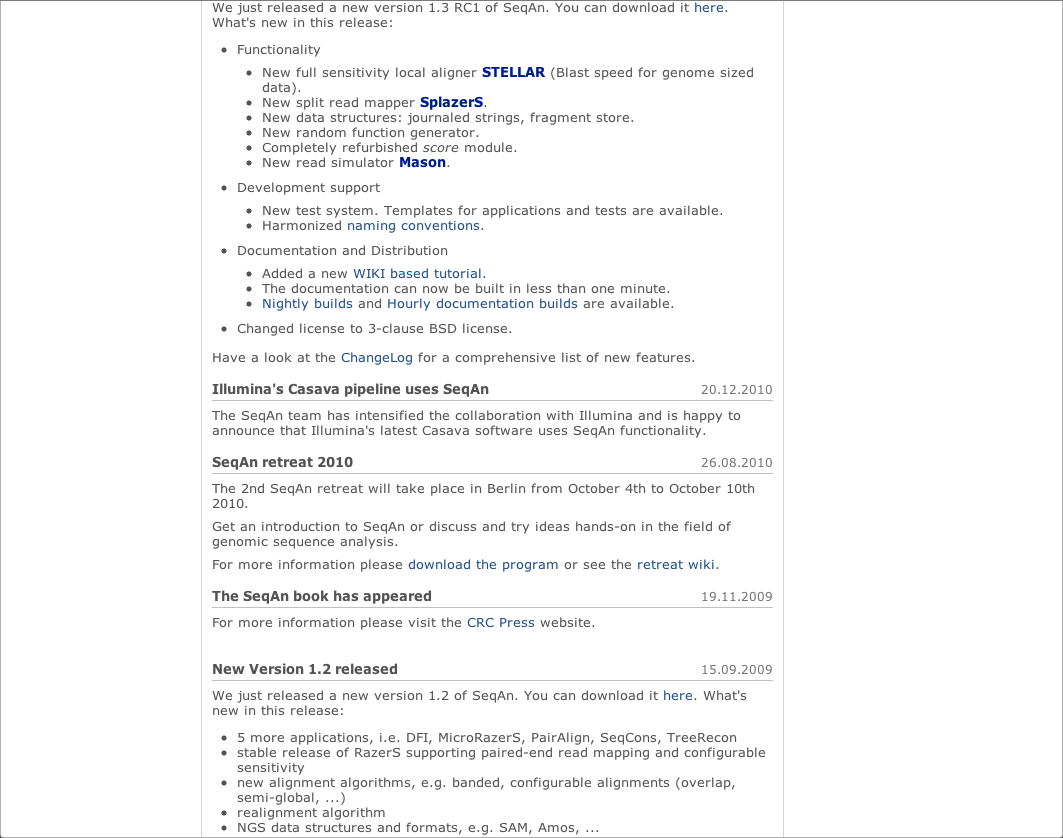 We just released a new version 1.3 RC1 of SeqAn. You can download it here.
What's new in this release:
• Functionality
• New full sensitivity local aligner STELLAR (Blast speed for genome sized
data).
• New split read mapper SplazerS.
• New data structures: journaled strings, fragment store.
• New random function generator.
• Completely refurbished score module.
• New read simulator Mason.
• Development support
• New test system. Templates for applications and tests are available.
• Harmonized naming conventions.
• Documentation and Distribution
• Added a new WIKI based tutorial.
• The documentation can now be built in less than one minute.
• Nightly builds and Hourly documentation builds are available.
• Changed license to 3-clause BSD license.
Have a look at the ChangeLog for a comprehensive list of new features.
Illumina's Casava pipeline uses SeqAn 20.12.2010
The SeqAn team has intensified the collaboration with Illumina and is happy to
announce that Illumina's latest Casava software uses SeqAn functionality.
SeqAn retreat 2010 26.08.2010
The 2nd SeqAn retreat will take place in Berlin from October 4th to October 10th
2010.
Get an introduction to SeqAn or discuss and try ideas hands-on in the field of
genomic sequence analysis.
For more information please download the program or see the retreat wiki.
The SeqAn book has appeared 19.11.2009
For more information please visit the CRC Press website.
New Version 1.2 released 15.09.2009
We just released a new version 1.2 of SeqAn. You can download it here. What's
new in this release:
• 5 more applications, i.e. DFI, MicroRazerS, PairAlign, SeqCons, TreeRecon
• stable release of RazerS supporting paired-end read mapping and configurable
sensitivity
• new alignment algorithms, e.g. banded, configurable alignments (overlap,
semi-global, ...)
• realignment algorithm
• NGS data structures and formats, e.g. SAM, Amos, ...